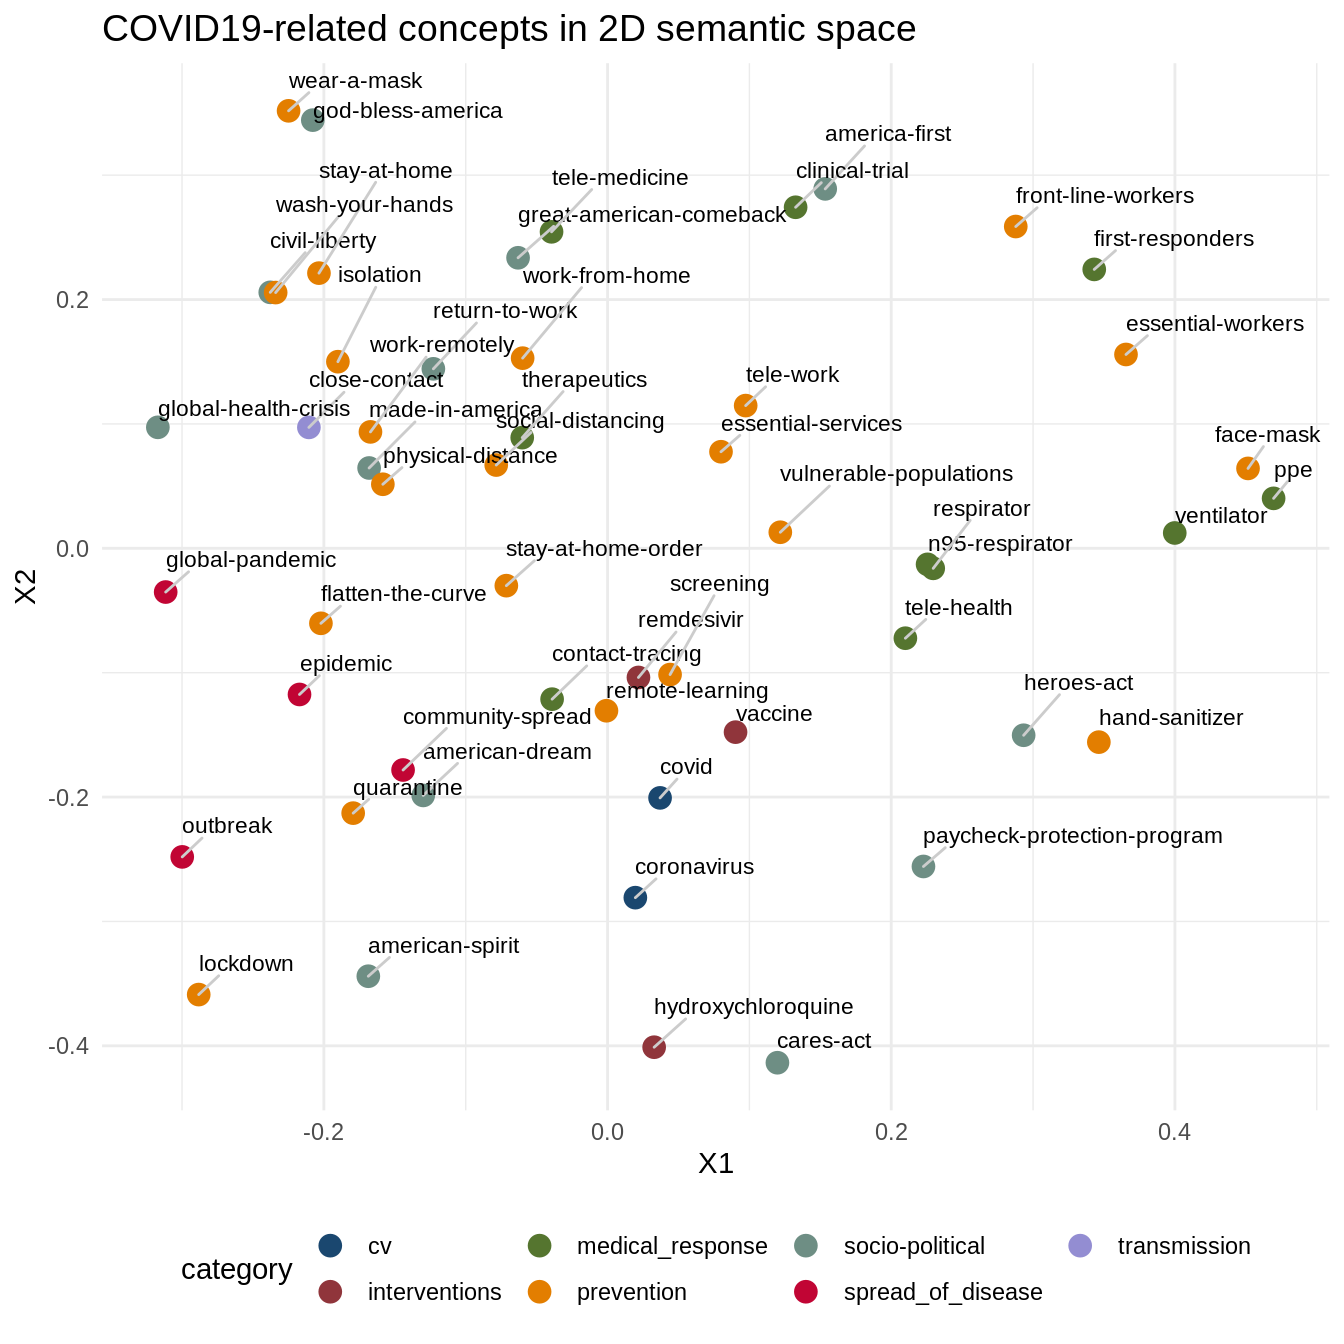 COVID19-related concepts in 2D semantic space
wear-a-mask
god-bless-america
america-first
stay-at-home
clinical-trial
tele-medicine
front-line-workers
wash-your-hands
great-american-comeback
civil-liberty
first-responders
isolation
work-from-home
0.2
return-to-work
essential-workers
work-remotely
close-contact
therapeutics
tele-work
global-health-crisis
made-in-america
social-distancing
essential-services
face-mask
physical-distance
ppe
vulnerable-populations
respirator
ventilator
0.0
stay-at-home-order
n95-respirator
global-pandemic
X2
screening
flatten-the-curve
tele-health
remdesivir
epidemic
contact-tracing
heroes-act
remote-learning
community-spread
vaccine
hand-sanitizer
american-dream
covid
quarantine
-0.2
outbreak
paycheck-protection-program
coronavirus
american-spirit
lockdown
hydroxychloroquine
cares-act
-0.4
-0.2 0.0 0.2 0.4
X1
category
cv medical_response socio-political transmission
interventions prevention spread_of_disease